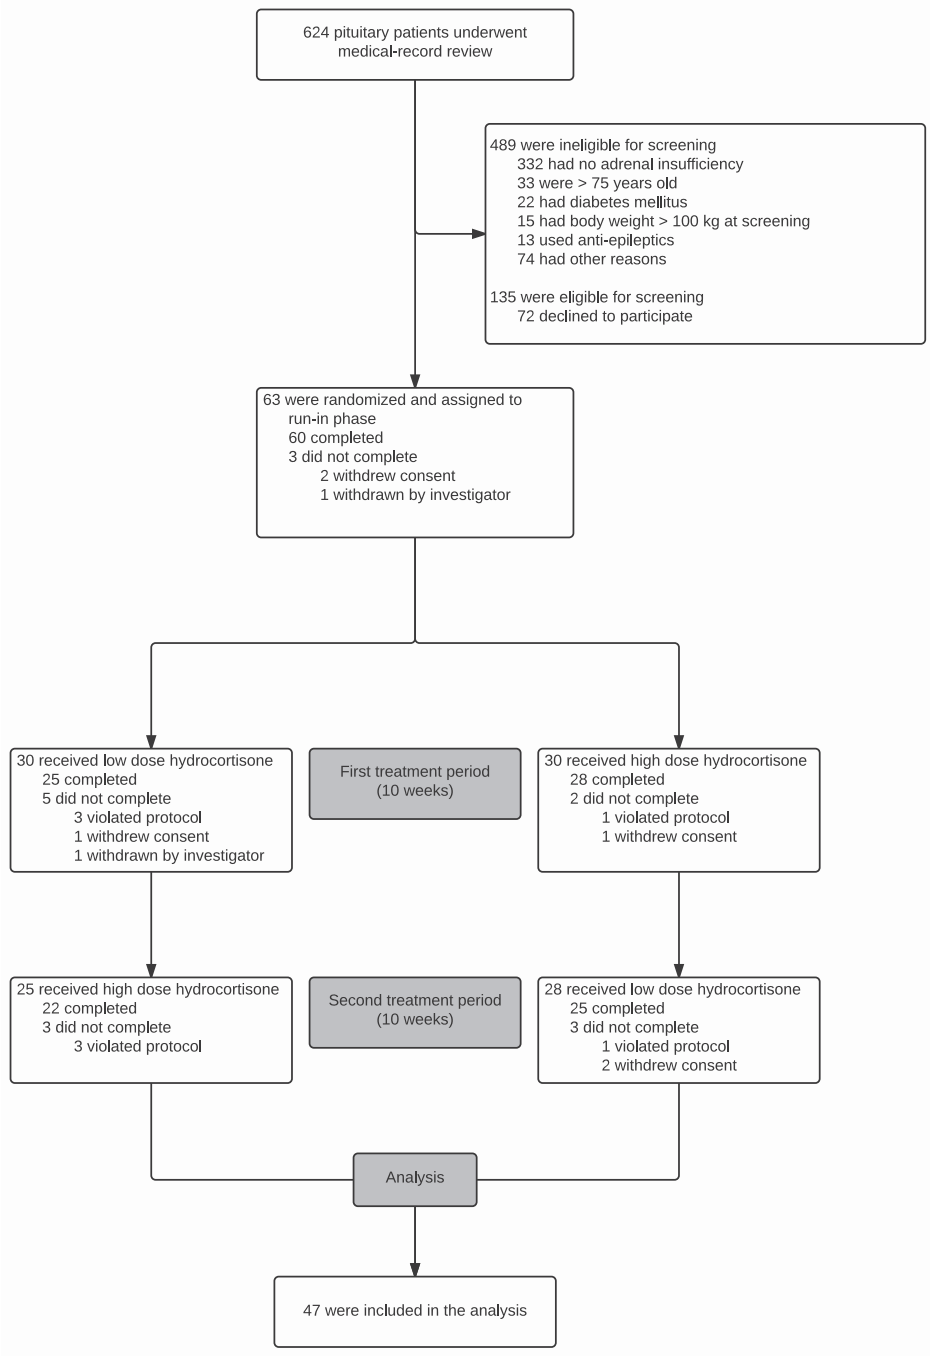 624 pituitary patients underwent
medical-record review
489 were ineligible for screening
332 had no adrenal insufficiency
33 were > 75 years old
22 had diabetes mellitus
15 had body weight > 100 kg at screening
13 used anti-epileptics
74 had other reasons
135 were eligible for screening
72 declined to participate
63 were randomized and assigned to
run-in phase
60 completed
3 did not complete
2 withdrew consent
1 withdrawn by investigator
30 received low dose hydrocortisone
25 completed
5 did not complete
3 violated protocol
1 withdrew consent
1 withdrawn by investigator
First treatment period
(10 weeks)
30 received high dose hydrocortisone
28 completed
2 did not complete
1 violated protocol
1 withdrew consent
25 received high dose hydrocortisone
22 completed
3 did not complete
3 violated protocol
Second treatment period
(10 weeks)
28 received low dose hydrocortisone
25 completed
3 did not complete
1 violated protocol
2 withdrew consent
Analysis
47 were included in the analysis